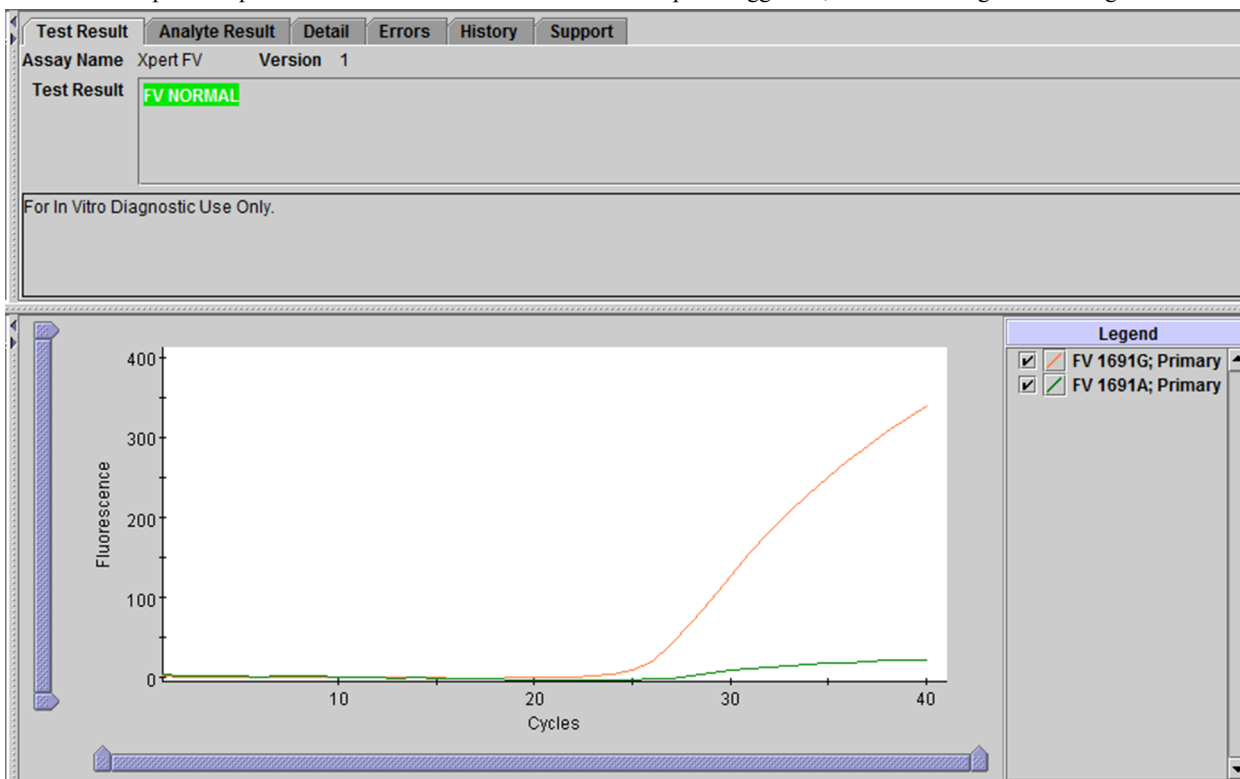 Test Result Analyte Result Detail Errors History Support
Assay Name Xpert FV Version 1
Test Result FV NORMAL
For In Vitro Diagnostic Use Only.
Legend
FV 1691G; Primary
FV 1691A; Primary
400
300
200
100
0
Fluorescence
10 20 30 40
Cycles